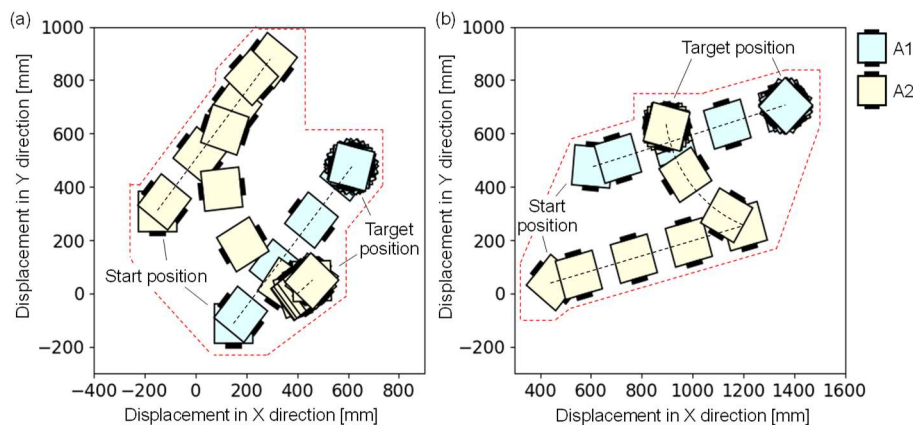 (a)
1000
800
600
400
200
0
−200
Displacement in Y direction [mm]
Start position
Target
position
−400 −200 0 200 400 600 800
Displacement in X direction [mm]
(b)
1000
800
600
400
200
0
−200
Displacement in Y direction [mm]
Target position
Start
position
400 600 800 1000 1200 1400 1600
Displacement in X direction [mm]
A1
A2